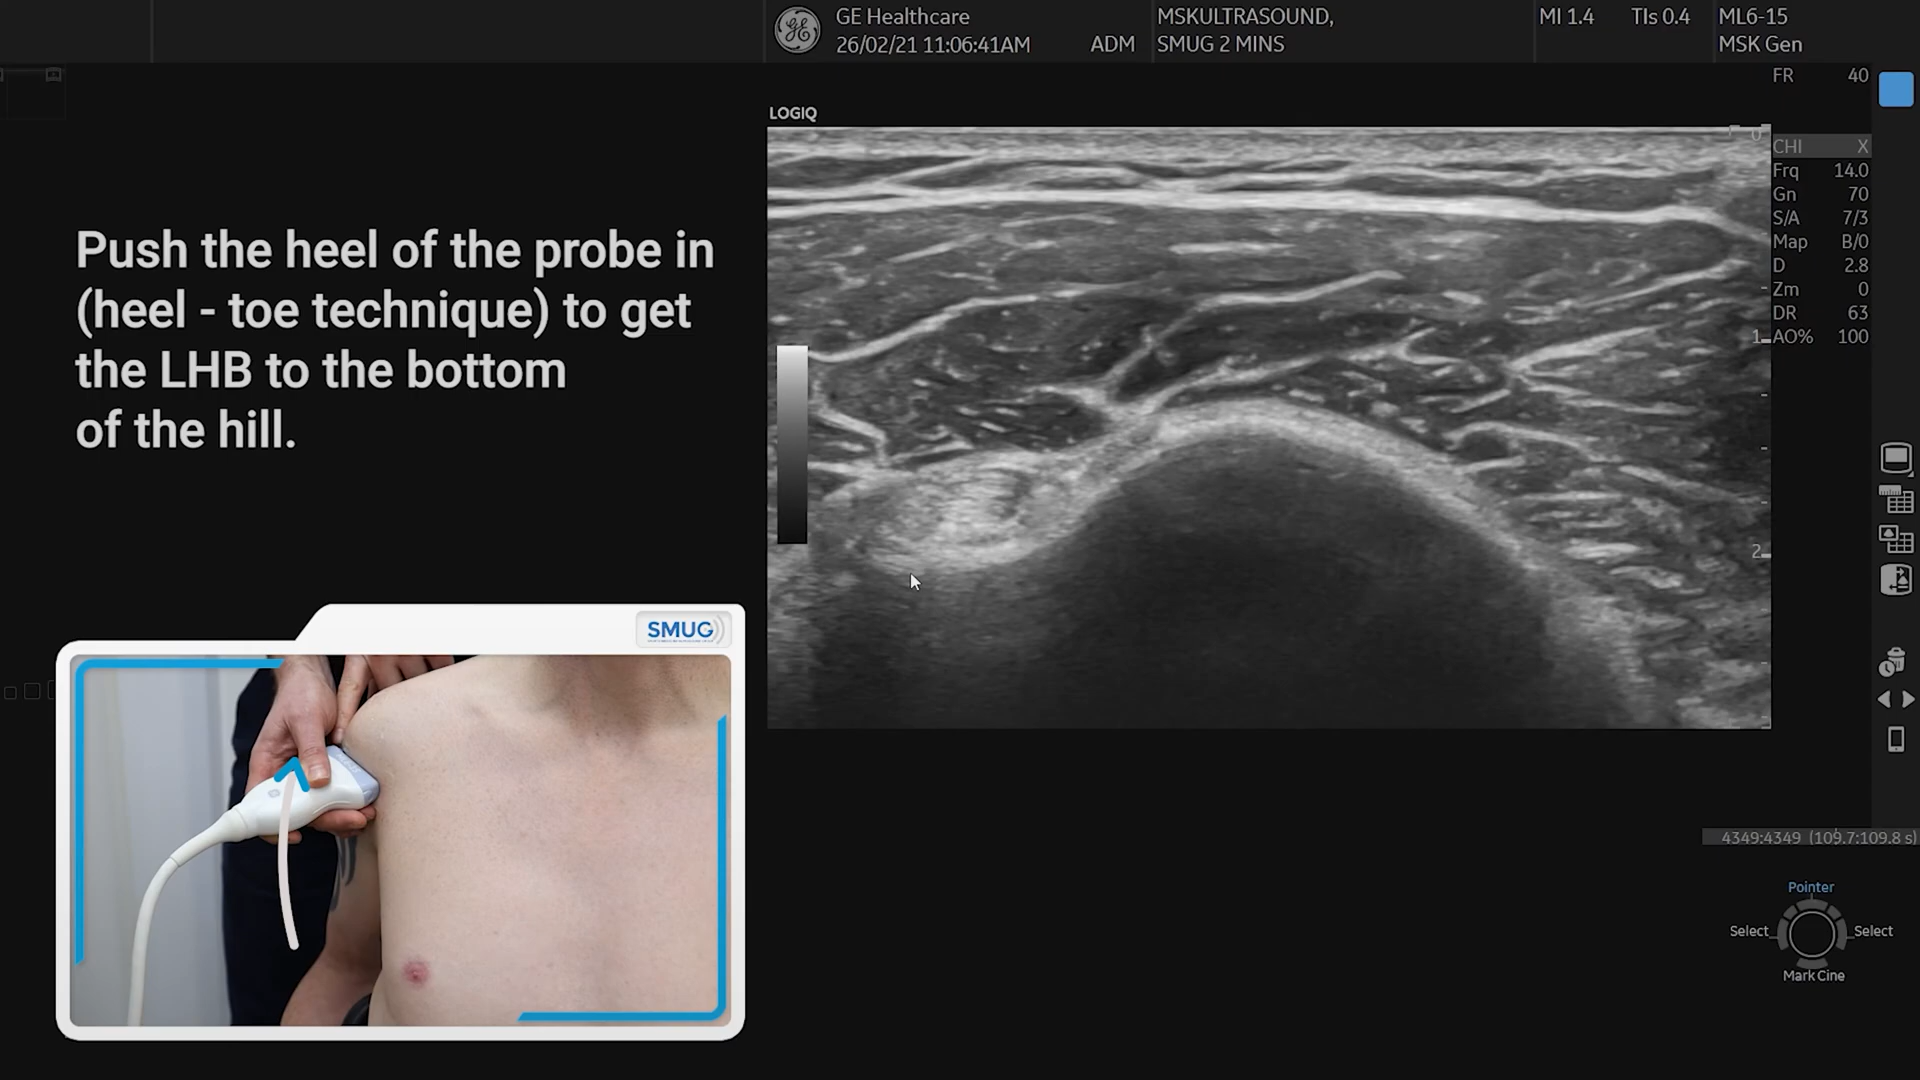 GE Healthcare
26/02/21 11:06:41AM ADM
MSKULTRASOUND,
SMUG 2 MINS
MI 1.4 TIs 0.4
ML6-15
MSK Gen
FR 40
LOGIQ
CHI X
Frq 14.0
Gn 70
S/A 7/3
Map B/0
D 2.8
Zm 0
DR 63
AO% 100
0
1
2
Push the heel of the probe in
(heel - toe technique) to get
the LHB to the bottom
of the hill.
SMUG
4349:4349 (109.7:109.8 s)
Pointer
Select Select
Mark Cine